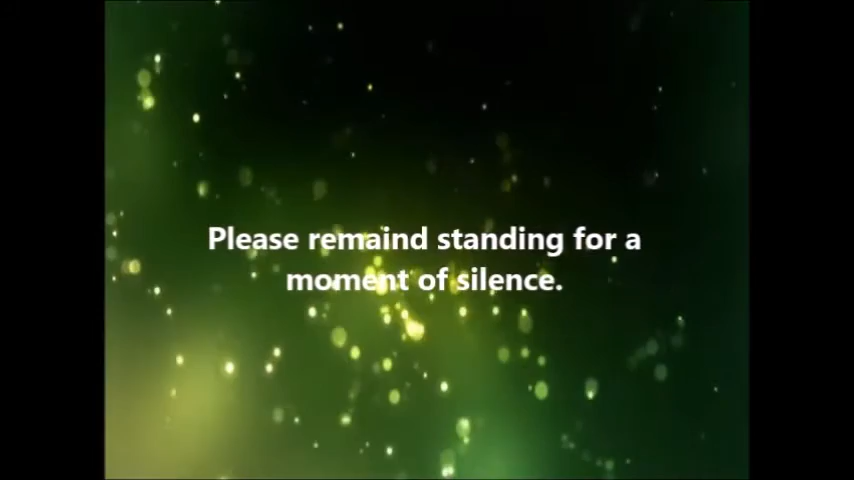 Please remaind standing for a
moment of silence.